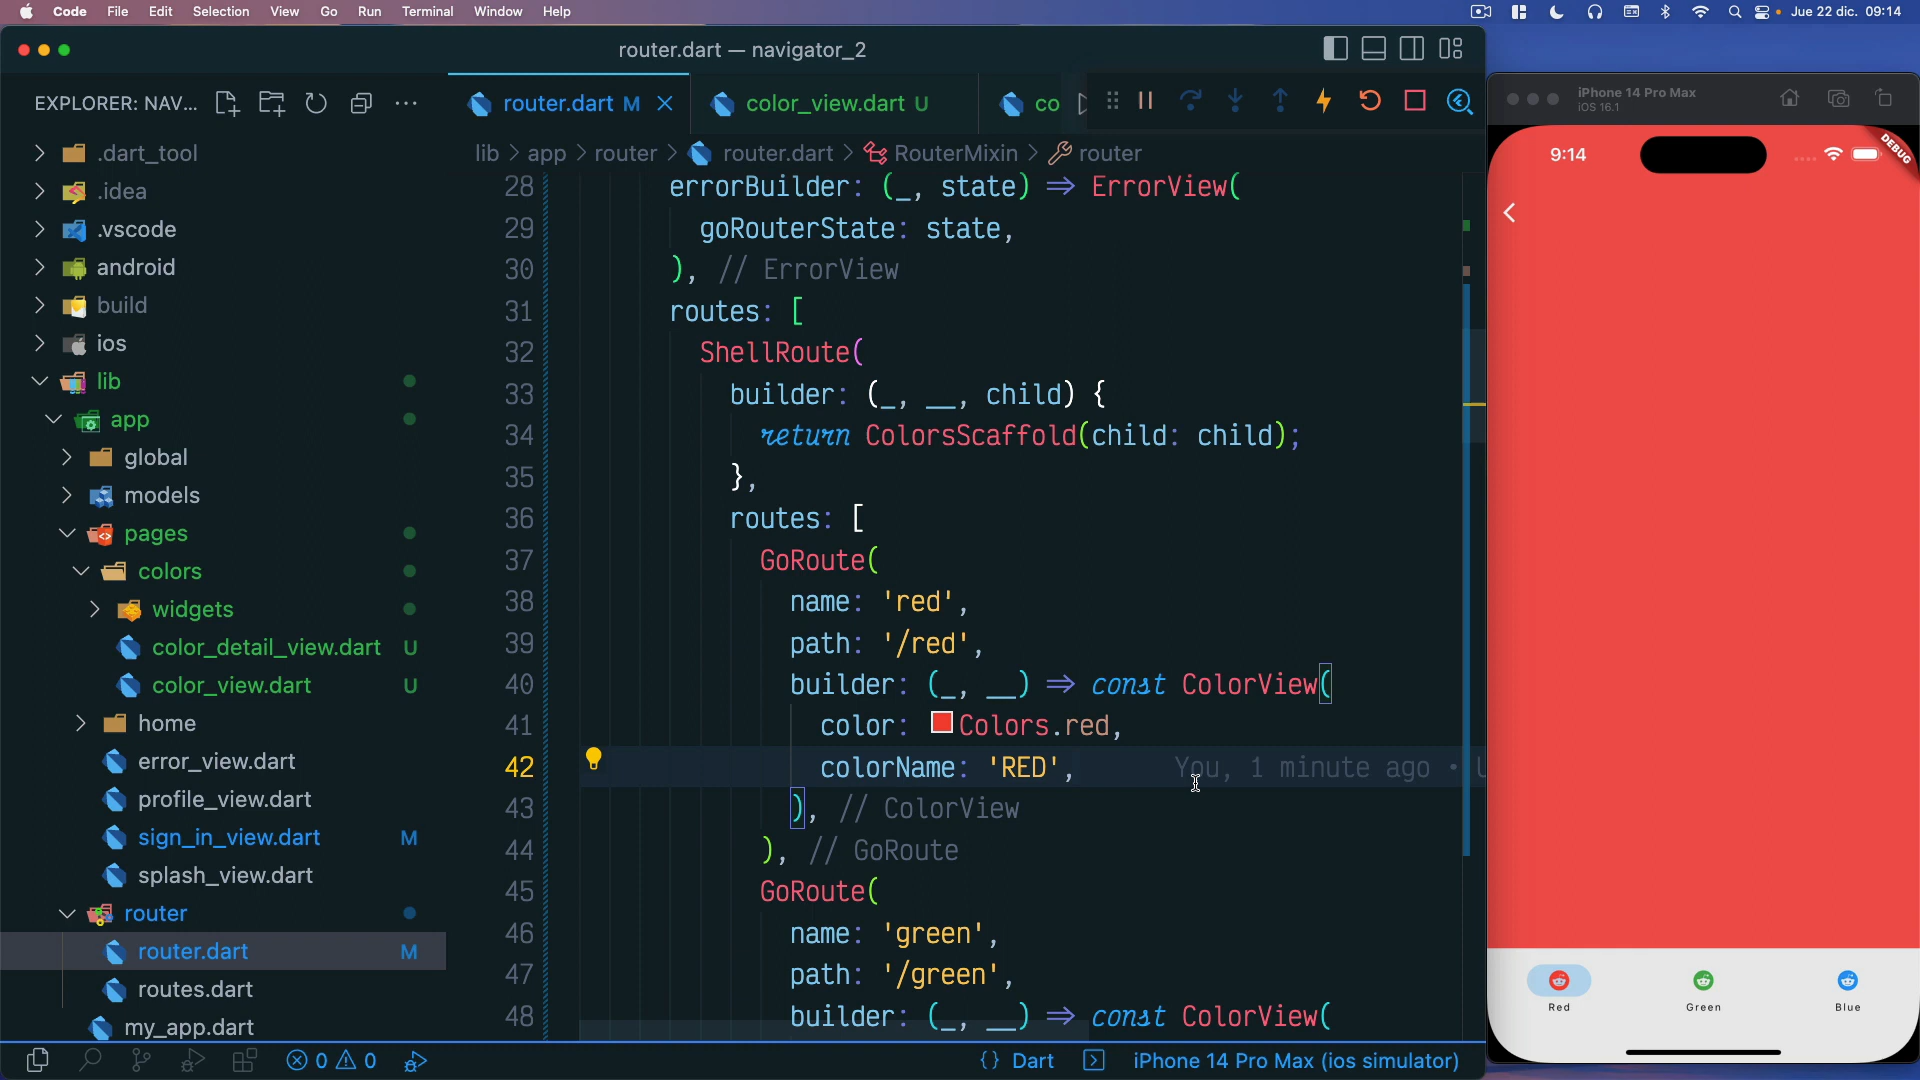 Code File Edit Selection View Go Run Terminal Window Help
Jue 22 dic. 09:14
router.dart — navigator_2
EXPLORER: NAV...
router.dart M
color_view.dart U
co
lib > app > router > router.dart > RouterMixin > router
.dart_tool
.idea
.vscode
android
build
ios
lib
app
global
models
pages
colors
widgets
color_detail_view.dart U
color_view.dart U
home
error_view.dart
profile_view.dart
sign_in_view.dart M
splash_view.dart
router
router.dart M
routes.dart
my_app.dart
28 errorBuilder: (_, state) => ErrorView(
29 goRouterState: state,
30 ), // ErrorView
31 routes: [
32 ShellRoute(
33 builder: (_, __, child) {
34 return ColorsScaffold(child: child);
35 },
36 routes: [
37 GoRoute(
38 name: 'red',
39 path: '/red',
40 builder: (_, __) => const ColorView(
41 color: Colors.red,
42 colorName: 'RED', You, 1 minute ago •
43 ), // ColorView
44 ), // GoRoute
45 GoRoute(
46 name: 'green',
47 path: '/green',
48 builder: (_, __) => const ColorView(
0 0
{} Dart
iPhone 14 Pro Max (ios simulator)
iPhone 14 Pro Max
iOS 16.1
9:14
DEBUG
Red
Green
Blue